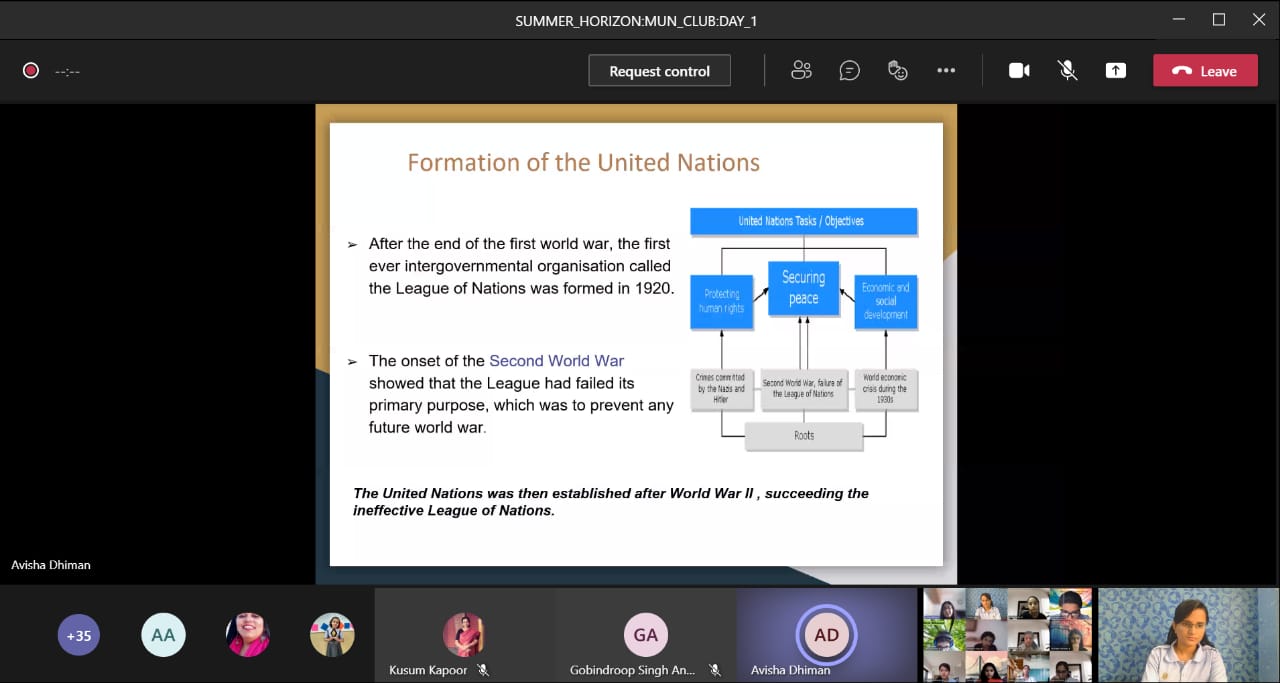 SUMMER_HORIZON:MUN_CLUB:DAY_1
--:--
Request control
Leave
Formation of the United Nations
➢ After the end of the first world war, the first
ever intergovernmental organisation called
the League of Nations was formed in 1920.
➢ The onset of the Second World War
showed that the League had failed its
primary purpose, which was to prevent any
future world war.
United Nations Tasks / Objectives
Protecting
human rights
Securing
peace
Economic and
social
development
Crimes committed
by the Nazis and
Hitler
Second World War, failure of
the League of Nations
World economic
crisis during the
1930s
Roots
The United Nations was then established after World War II , succeeding the
ineffective League of Nations.
Avisha Dhiman
+35
AA
Kusum Kapoor
GA
Gobindroop Singh An...
AD
Avisha Dhiman